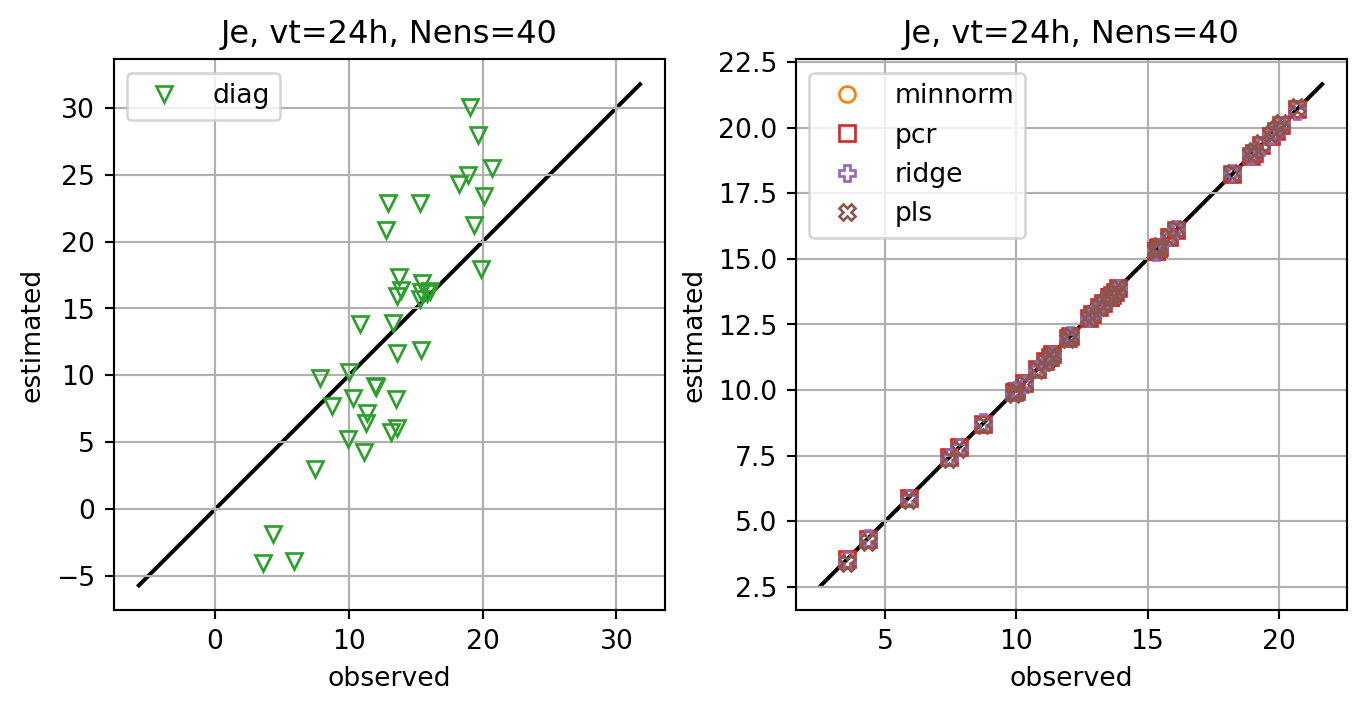 Je, vt=24h, Nens=40
diag
30
25
20
15
10
5
0
−5
0 10 20 30
observed
estimated
Je, vt=24h, Nens=40
minnorm
pcr
ridge
pls
22.5
20.0
17.5
15.0
12.5
10.0
7.5
5.0
2.5
5 10 15 20
observed
estimated